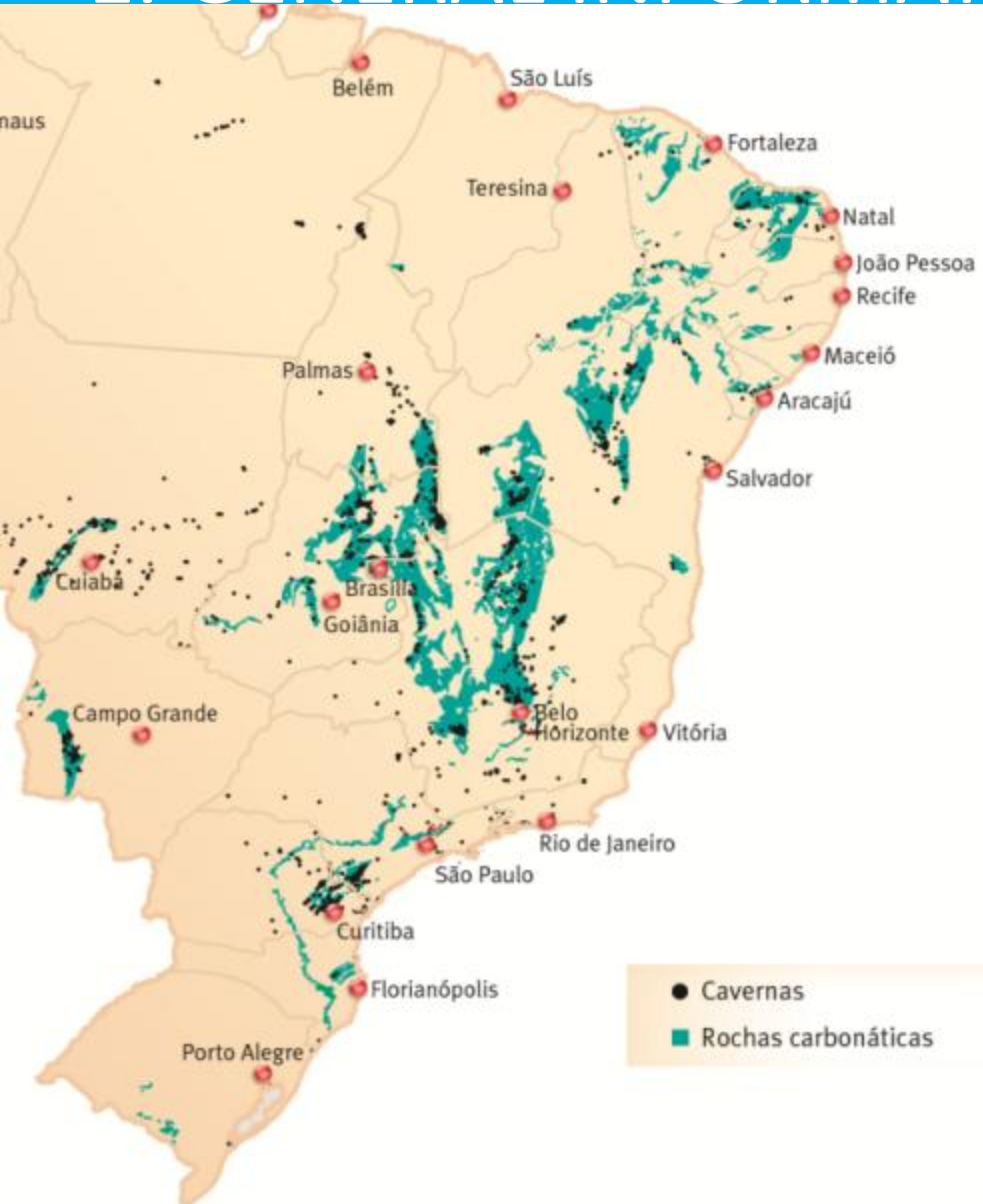 Belém
São Luís
naus
Fortaleza
Teresina
Natal
João Pessoa
Recife
Maceió
Palmas
Aracajú
Salvador
Cuiabá
Brasília
Goiânia
Campo Grande
Belo
Horizonte
Vitória
Rio de Janeiro
São Paulo
Curitiba
Florianópolis
Cavernas
Rochas carbonáticas
Porto Alegre